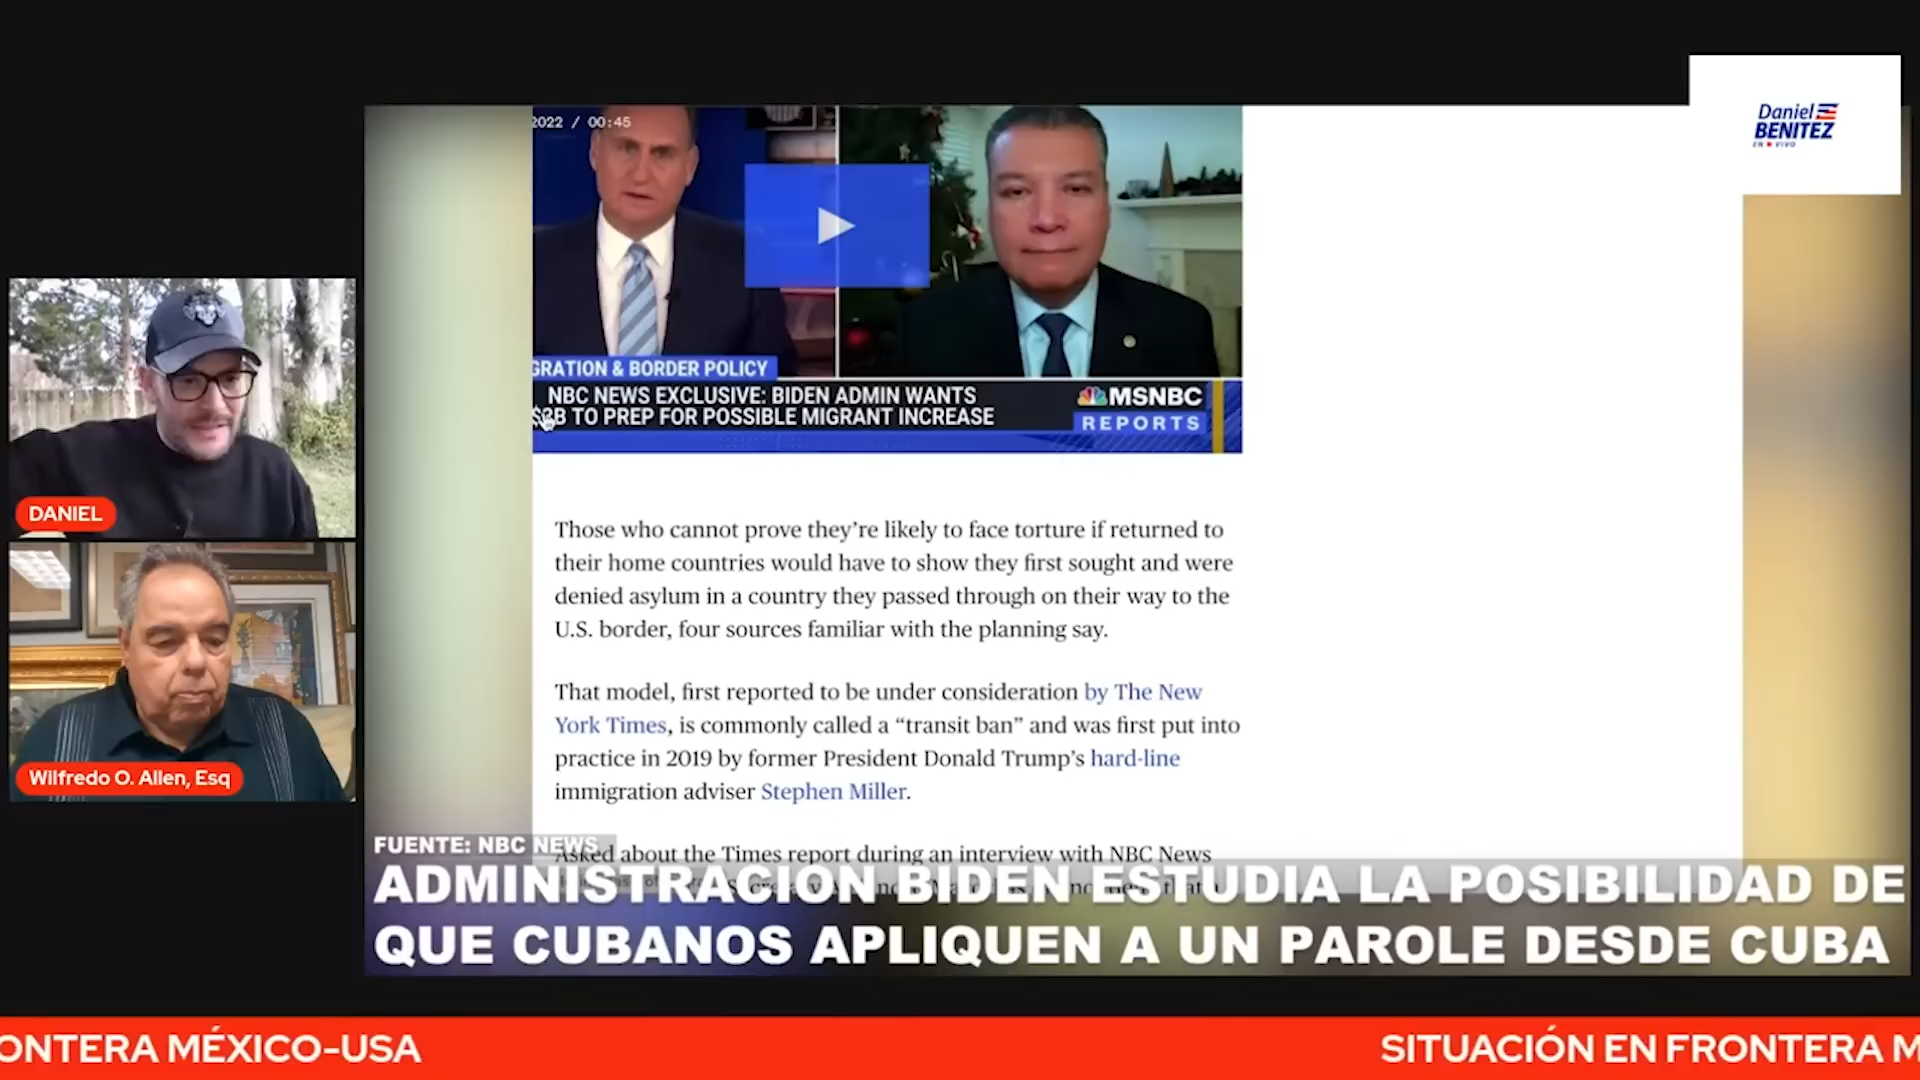 Daniel
BENITEZ
EN VIVO
2022 / 00:45
GRATION & BORDER POLICY
NBC NEWS EXCLUSIVE: BIDEN ADMIN WANTS
B TO PREP FOR POSSIBLE MIGRANT INCREASE
MSNBC
REPORTS
DANIEL
Wilfredo O. Allen, Esq
Those who cannot prove they’re likely to face torture if returned to
their home countries would have to show they first sought and were
denied asylum in a country they passed through on their way to the
U.S. border, four sources familiar with the planning say.
That model, first reported to be under consideration by The New
York Times, is commonly called a “transit ban” and was first put into
practice in 2019 by former President Donald Trump’s hard-line
immigration adviser Stephen Miller.
Asked about the Times report during an interview with NBC News
FUENTE: NBC NEWS
ADMINISTRACION BIDEN ESTUDIA LA POSIBILIDAD DE
QUE CUBANOS APLIQUEN A UN PAROLE DESDE CUBA
ONTERA MÉXICO-USA
SITUACIÓN EN FRONTERA M